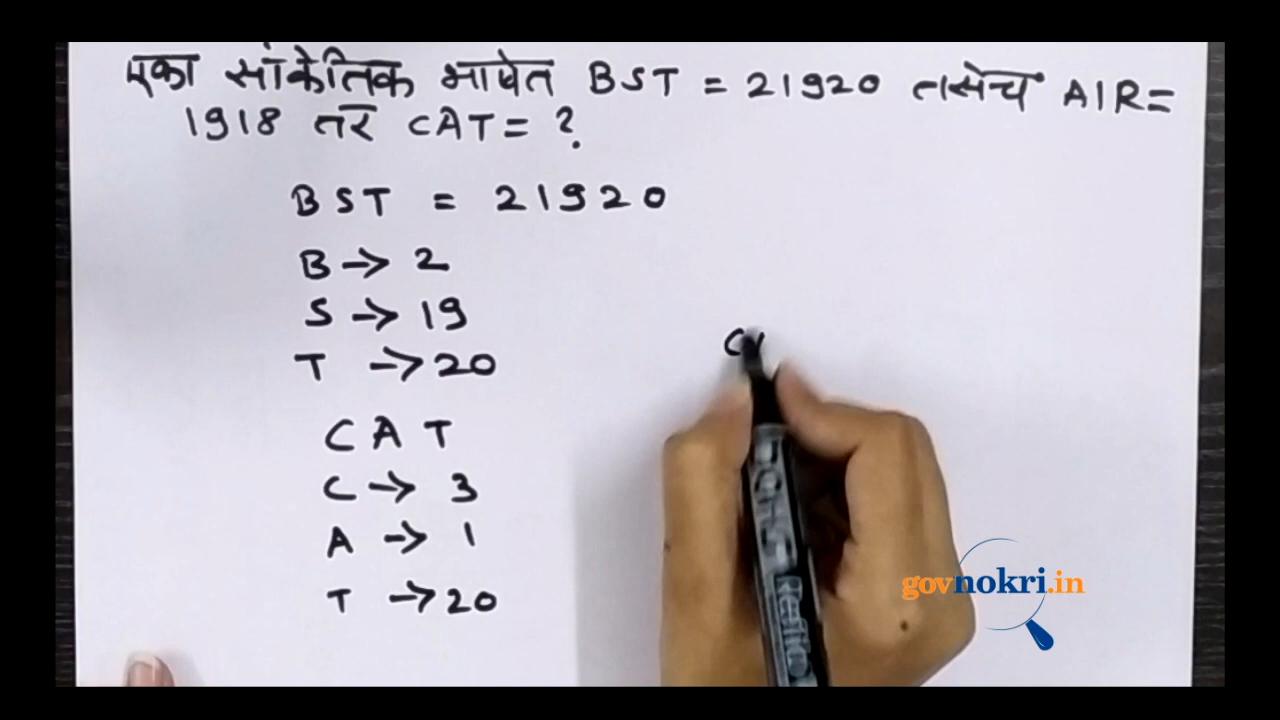 एका सांकेतिक भाषेत BST = 21920 तसेच AIR=
1918 तर CAT = ?
BST = 21920
B → 2
S → 19
T → 20
CAT
C → 3
A → 1
T → 20
govnokri.in